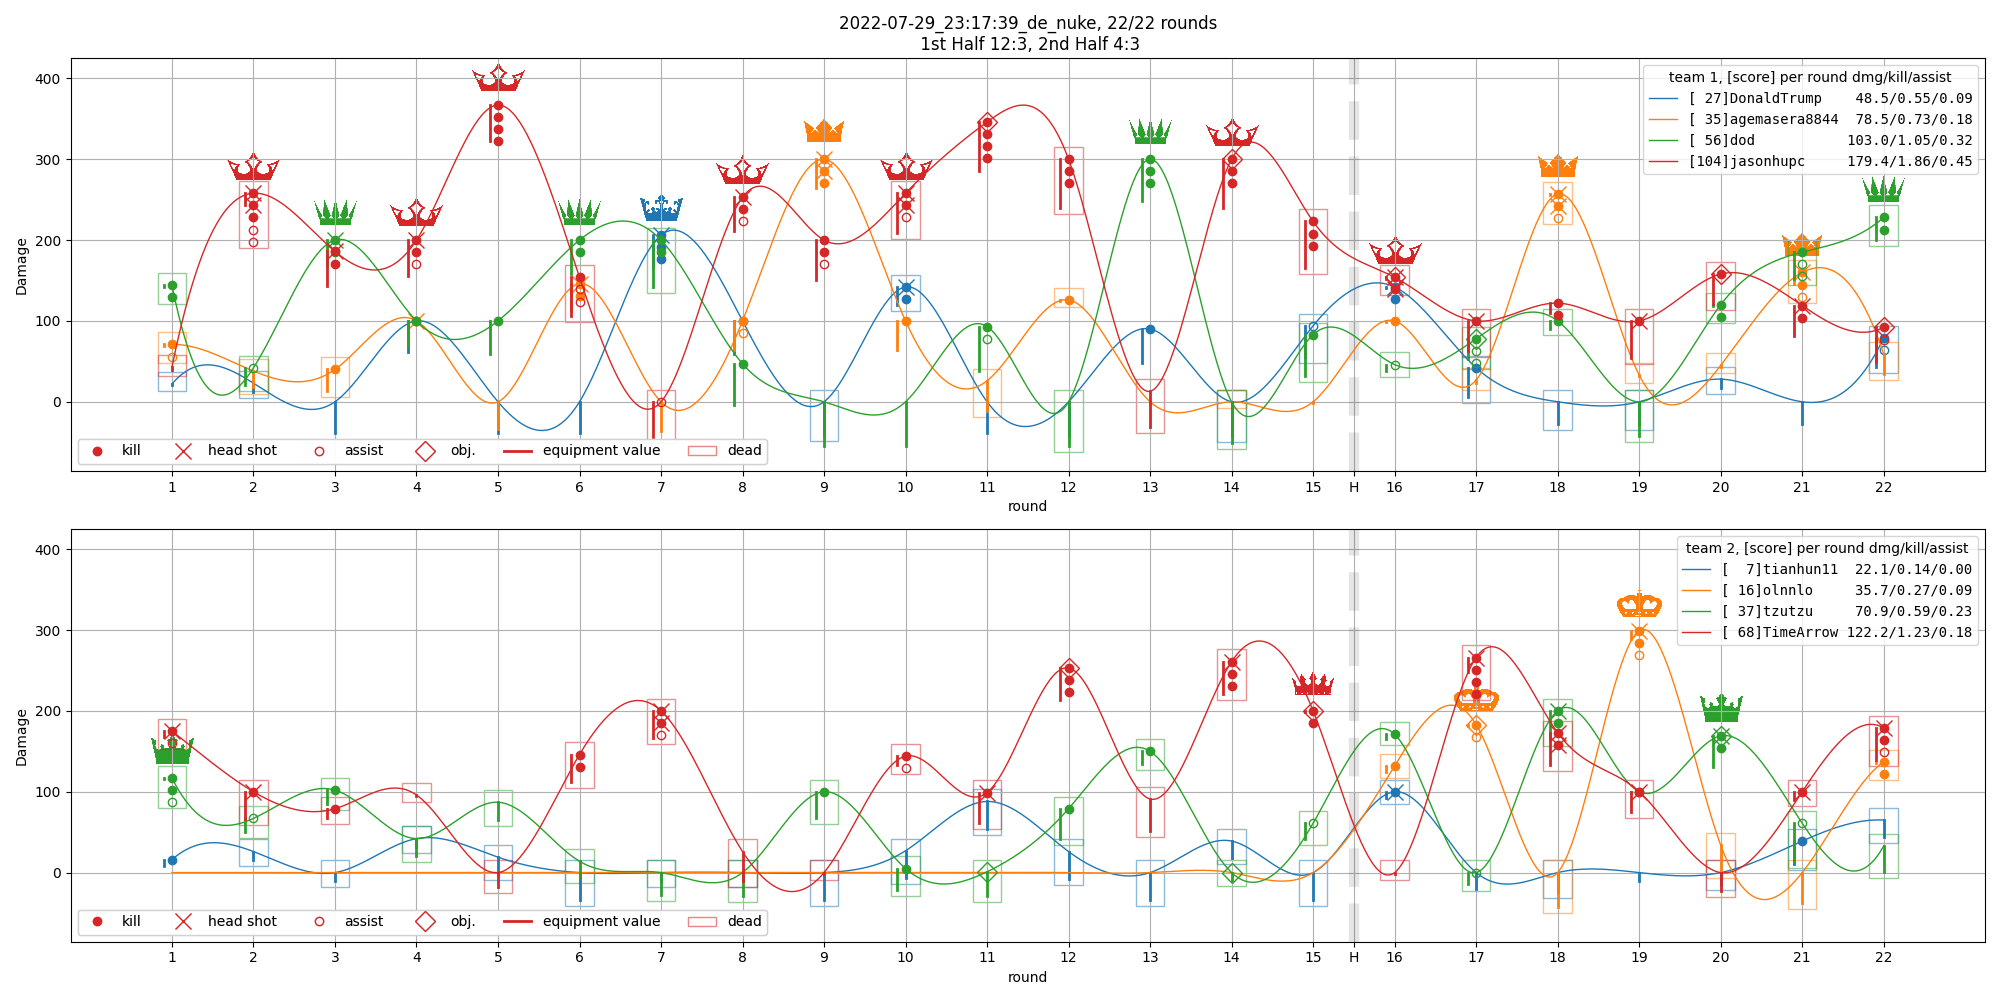 2022-07-29_23:17:39_de_nuke, 22/22 rounds
1st Half 12:3, 2nd Half 4:3
team 1, [score] per round dmg/kill/assist
[ 27]DonaldTrump 48.5/0.55/0.09
[ 35]agemasera8844 78.5/0.73/0.18
[ 56]dod 103.0/1.05/0.32
[104]jasonhupc 179.4/1.86/0.45
400
300
200
100
0
Damage
kill head shot assist obj. equipment value dead
1 2 3 4 5 6 7 8 9 10 11 12 13 14 15 H 16 17 18 19 20 21 22
round
team 2, [score] per round dmg/kill/assist
[  7]tianhun11 22.1/0.14/0.00
[ 16]olnnlo 35.7/0.27/0.09
[ 37]tzutzu 70.9/0.59/0.23
[ 68]TimeArrow 122.2/1.23/0.18
400
300
200
100
0
Damage
kill head shot assist obj. equipment value dead
1 2 3 4 5 6 7 8 9 10 11 12 13 14 15 H 16 17 18 19 20 21 22
round